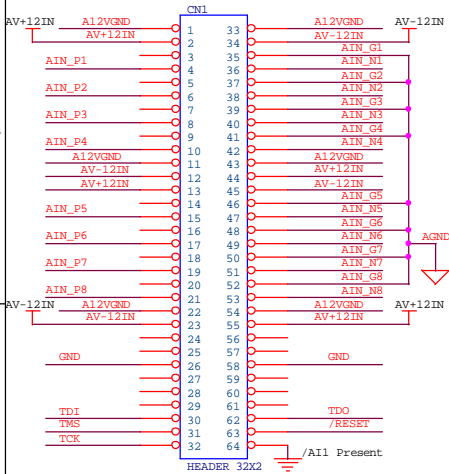 CN1
AV+12IN A12VGND 1 33 A12VGND AV-12IN
AV+12IN 2 34 AV-12IN
3 35 AIN_G1
AIN_P1 4 36 AIN_N1
5 37 AIN_G2
AIN_P2 6 38 AIN_N2
7 39 AIN_G3
AIN_P3 8 40 AIN_N3
9 41 AIN_G4
AIN_P4 10 42 AIN_N4
A12VGND 11 43 A12VGND
AV-12IN 12 44 AV+12IN
AV+12IN 13 45 AV-12IN
14 46 AIN_G5
AIN_P5 15 47 AIN_N5
16 48 AIN_G6
AIN_P6 17 49 AIN_N6 AGND
18 50 AIN_G7
AIN_P7 19 51 AIN_N7
20 52 AIN_G8
AIN_P8 21 53 AIN_N8
AV-12IN A12VGND 22 54 A12VGND AV+12IN
AV-12IN 23 55 AV+12IN
24 56
25 57
GND 26 58 GND
27 59
28 60
29 61
TDI 30 62 TDO
TMS 31 63 /RESET
TCK 32 64
/AI1 Present
HEADER 32X2